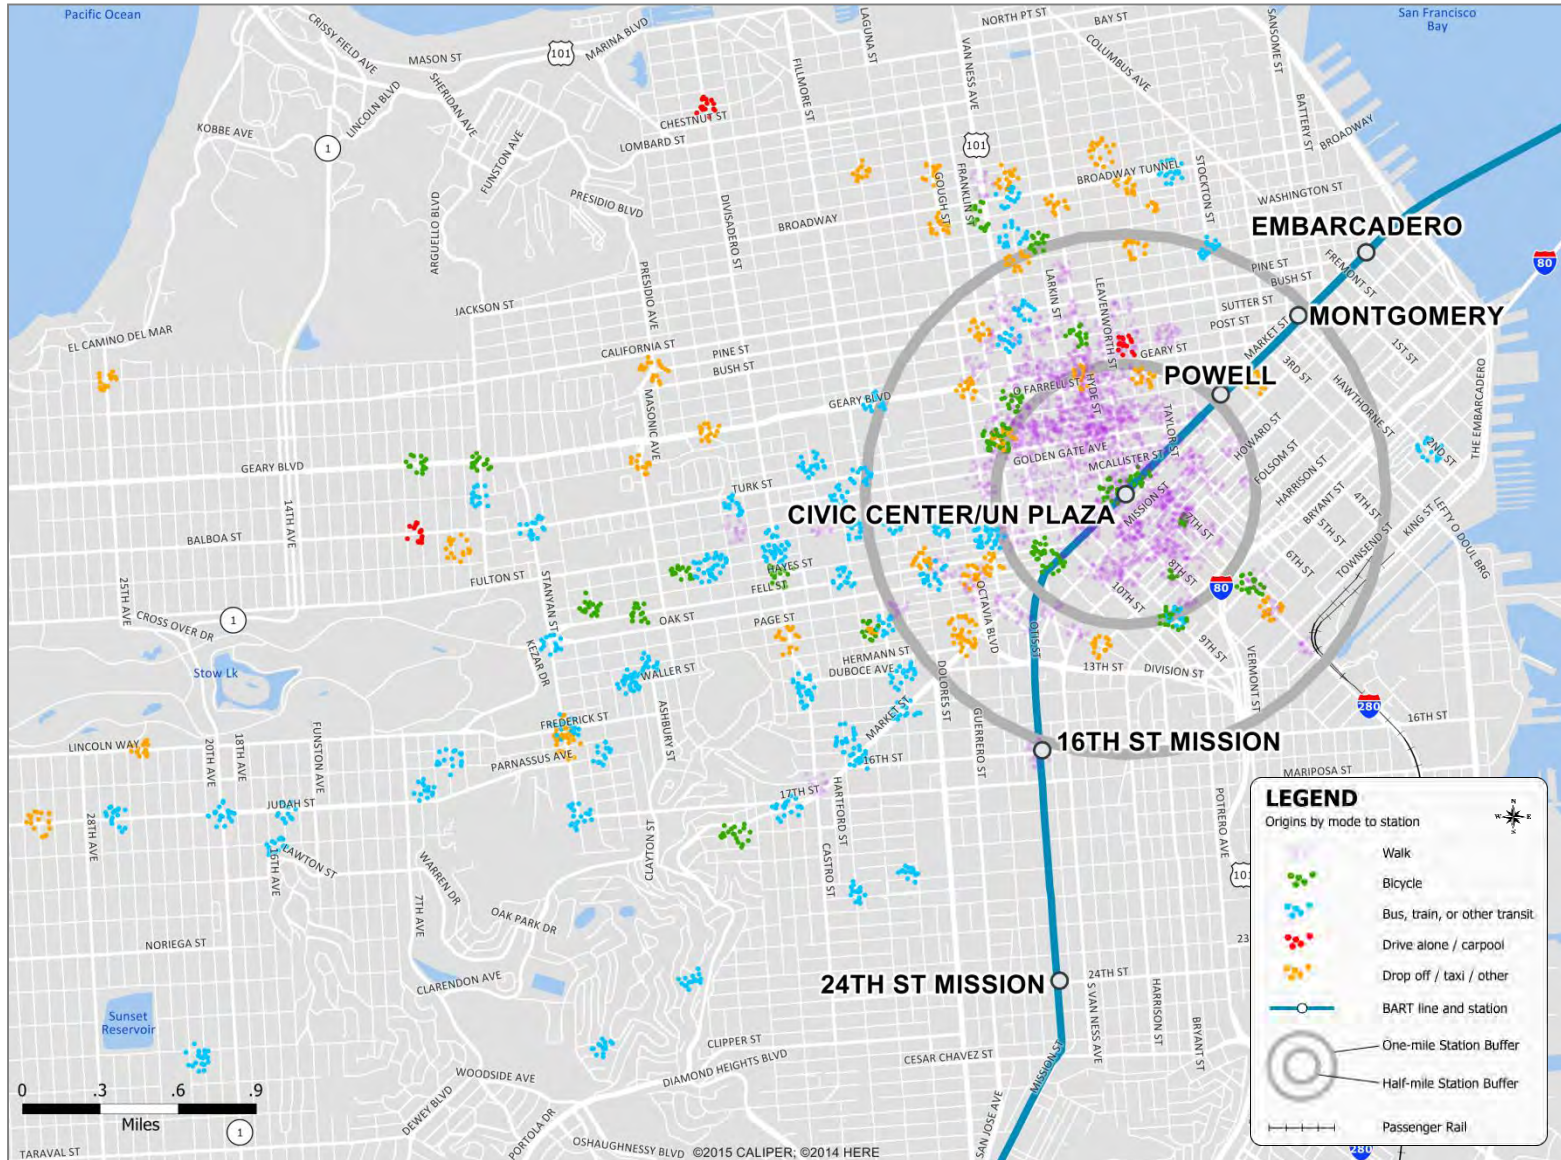 Pacific Ocean
San Francisco
Bay
CRISSY FIELD AVE
MASON ST
101
MARINA BLVD
LAGUNA ST
NORTH PT ST
BAY ST
SANSOME ST
LINCOLN BLVD
SHERIDAN AVE
FILLMORE ST
VAN NESS AVE
COLUMBUS AVE
BATTERY ST
KOBBE AVE
CHESTNUT ST
LOMBARD ST
BROADWAY
1
FUNSTON AVE
101
BROADWAY TUNNEL
STOCKTON ST
ARGUELLO BLVD
PRESIDIO BLVD
DIVISADERO ST
GOUGH ST
FRANKLIN ST
WASHINGTON ST
BROADWAY
EMBARCADERO
80
PRESIDIO AVE
LARKIN ST
LEAVENWORTH ST
PINE ST
BUSH ST
FREMONT ST
JACKSON ST
SUTTER ST
POST ST
MONTGOMERY
EL CAMINO DEL MAR
CALIFORNIA ST
PINE ST
BUSH ST
GEARY ST
MARKET ST
1ST ST
3RD ST
POWELL
HAWTHORNE ST
THE EMBARCADERO
MASONIC AVE
GEARY BLVD
O FARRELL ST
HYDE ST
TAYLOR ST
HOWARD ST
2ND ST
GEARY BLVD
GOLDEN GATE AVE
MCALLISTER ST
FOLSOM ST
HARRISON ST
14TH AVE
TURK ST
CIVIC CENTER/UN PLAZA
MISSION ST
7TH ST
BRYANT ST
5TH ST
4TH ST
KING ST
LEFTY O DOUL BRG
BALBOA ST
TOWNSEND ST
FULTON ST
HAYES ST
FELL ST
8TH ST
6TH ST
25TH AVE
STANYAN ST
OCTAVIA BLVD
10TH ST
80
CROSS OVER DR
1
OAK ST
PAGE ST
OTIS ST
9TH ST
Stow Lk
KEZAR DR
WALLER ST
HERMANN ST
DUBOCE AVE
DOLORES ST
13TH ST
DIVISION ST
VERMONT ST
FREDERICK ST
ASHBURY ST
MARKET ST
GUERRERO ST
280
16TH ST
LINCOLN WAY
20TH AVE
18TH AVE
FUNSTON AVE
PARNASSUS AVE
16TH ST
16TH ST MISSION
MARIPOSA ST
JUDAH ST
17TH ST
HARTFORD ST
POTRERO AVE
28TH AVE
16TH AVE
LAWTON ST
WARREN DR
CLAYTON ST
CASTRO ST
101
7TH AVE
OAK PARK DR
NORIEGA ST
23
CLARENDON AVE
24TH ST MISSION
24TH ST
S VAN NESS AVE
HARRISON ST
BRYANT ST
Sunset
Reservoir
CLIPPER ST
CESAR CHAVEZ ST
DIAMOND HEIGHTS BLVD
MISSION ST
WOODSIDE AVE
DEWEY BLVD
PORTOLA DR
SAN JOSE AVE
0 .3 .6 .9
Miles
1
TARAVAL ST
OSHAUGHNESSY BLVD
©2015 CALIPER; ©2014 HERE
LEGEND
Origins by mode to station
N
W E
S
Walk
Bicycle
Bus, train, or other transit
Drive alone / carpool
Drop off / taxi / other
BART line and station
One-mile Station Buffer
Half-mile Station Buffer
Passenger Rail
280